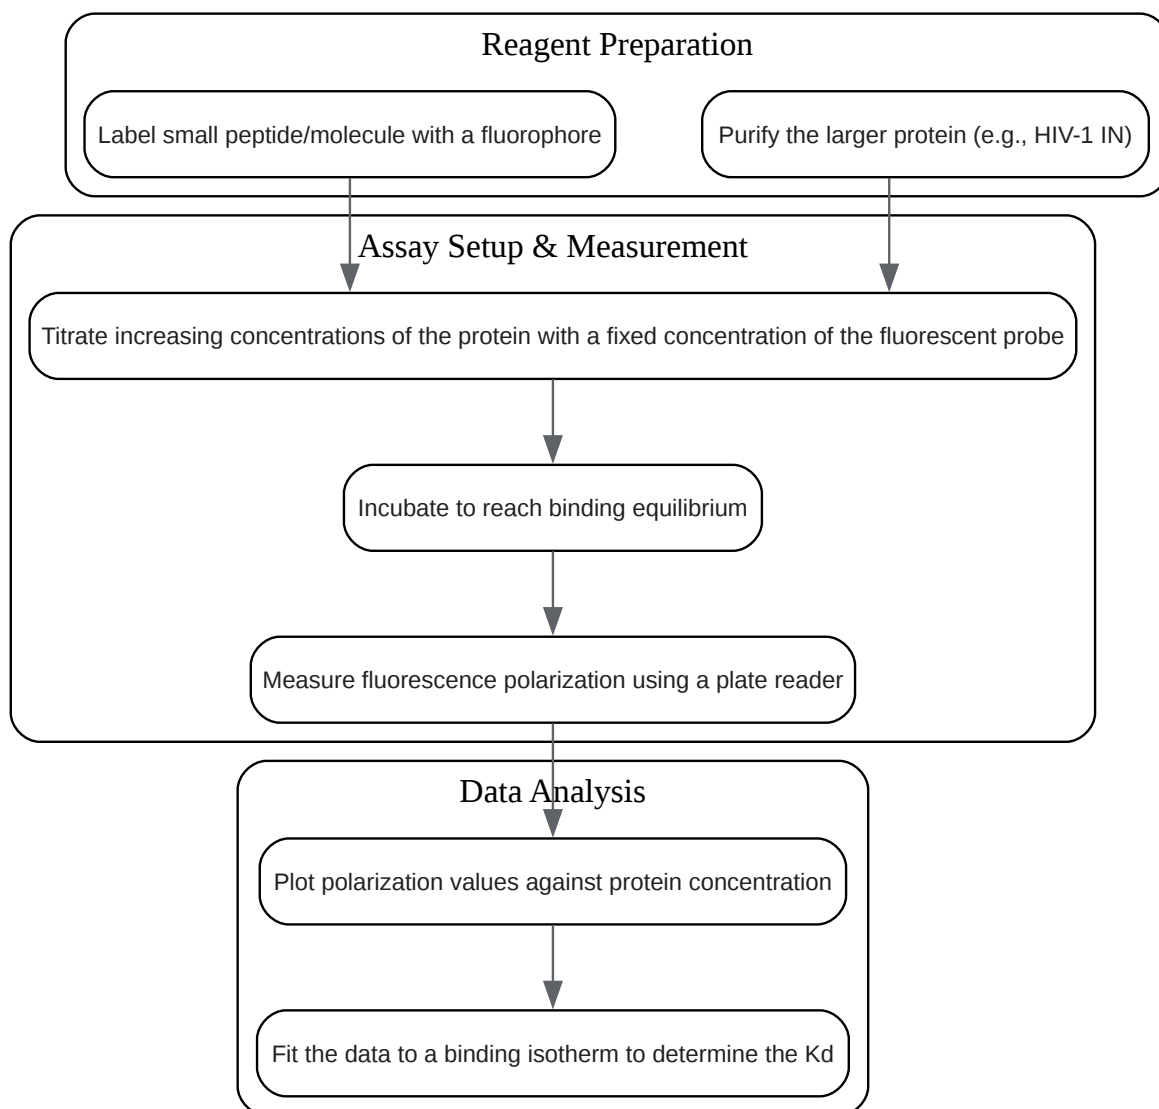 Reagent Preparation
Label small peptide/molecule with a fluorophore
Purify the larger protein (e.g., HIV-1 IN)
Assay Setup & Measurement
Titrate increasing concentrations of the protein with a fixed concentration of the fluorescent probe
Incubate to reach binding equilibrium
Measure fluorescence polarization using a plate reader
Data Analysis
Plot polarization values against protein concentration
Fit the data to a binding isotherm to determine the Kd